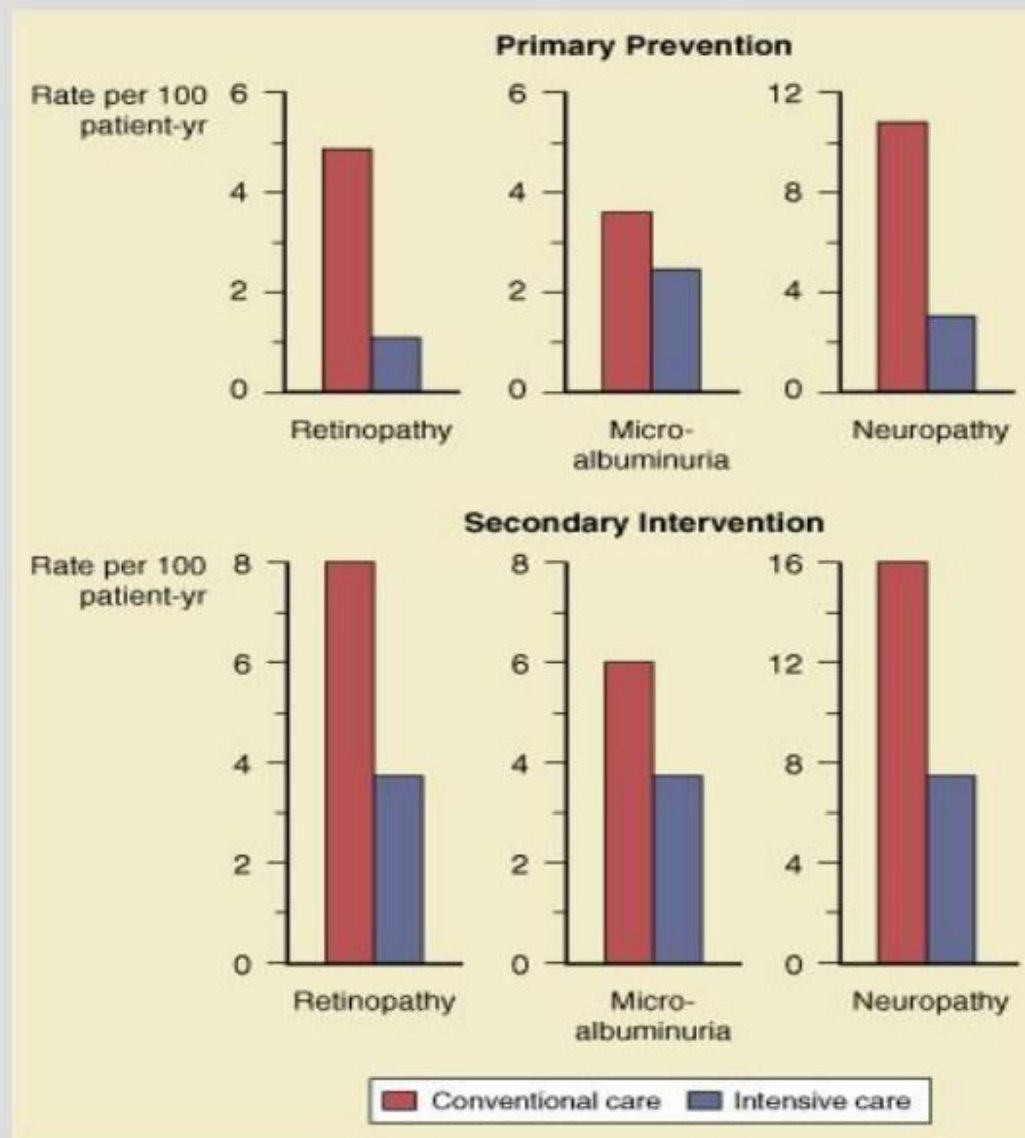 Primary Prevention
Rate per 100
patient-yr
6
4
2
0
Retinopathy
6
4
2
0
Micro-
albuminuria
12
8
4
0
Neuropathy
Secondary Intervention
Rate per 100
patient-yr
8
6
4
2
0
Retinopathy
8
6
4
2
0
Micro-
albuminuria
16
12
8
4
0
Neuropathy
Conventional care
Intensive care